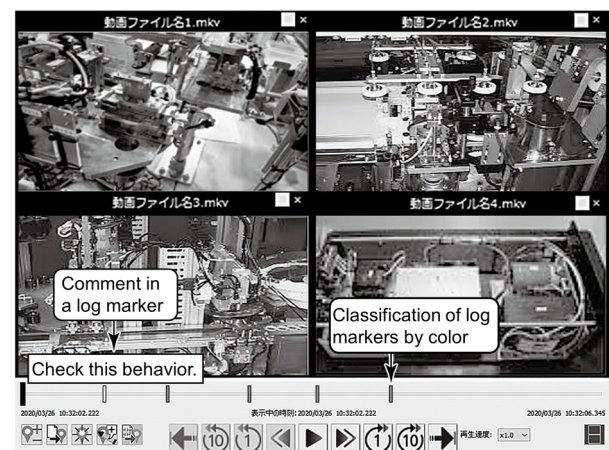 動画ファイル名1.mkv ×
動画ファイル名2.mkv ×
動画ファイル名3.mkv ×
動画ファイル名4.mkv ×
Comment in
a log marker
Classification of log
markers by color
Check this behavior.
2020/03/26 10:32:02.222
表示中の時刻: 2020/03/26 10:32:02.222
2020/03/26 10:32:06.345
10
1
1
10
再生速度: x1.0